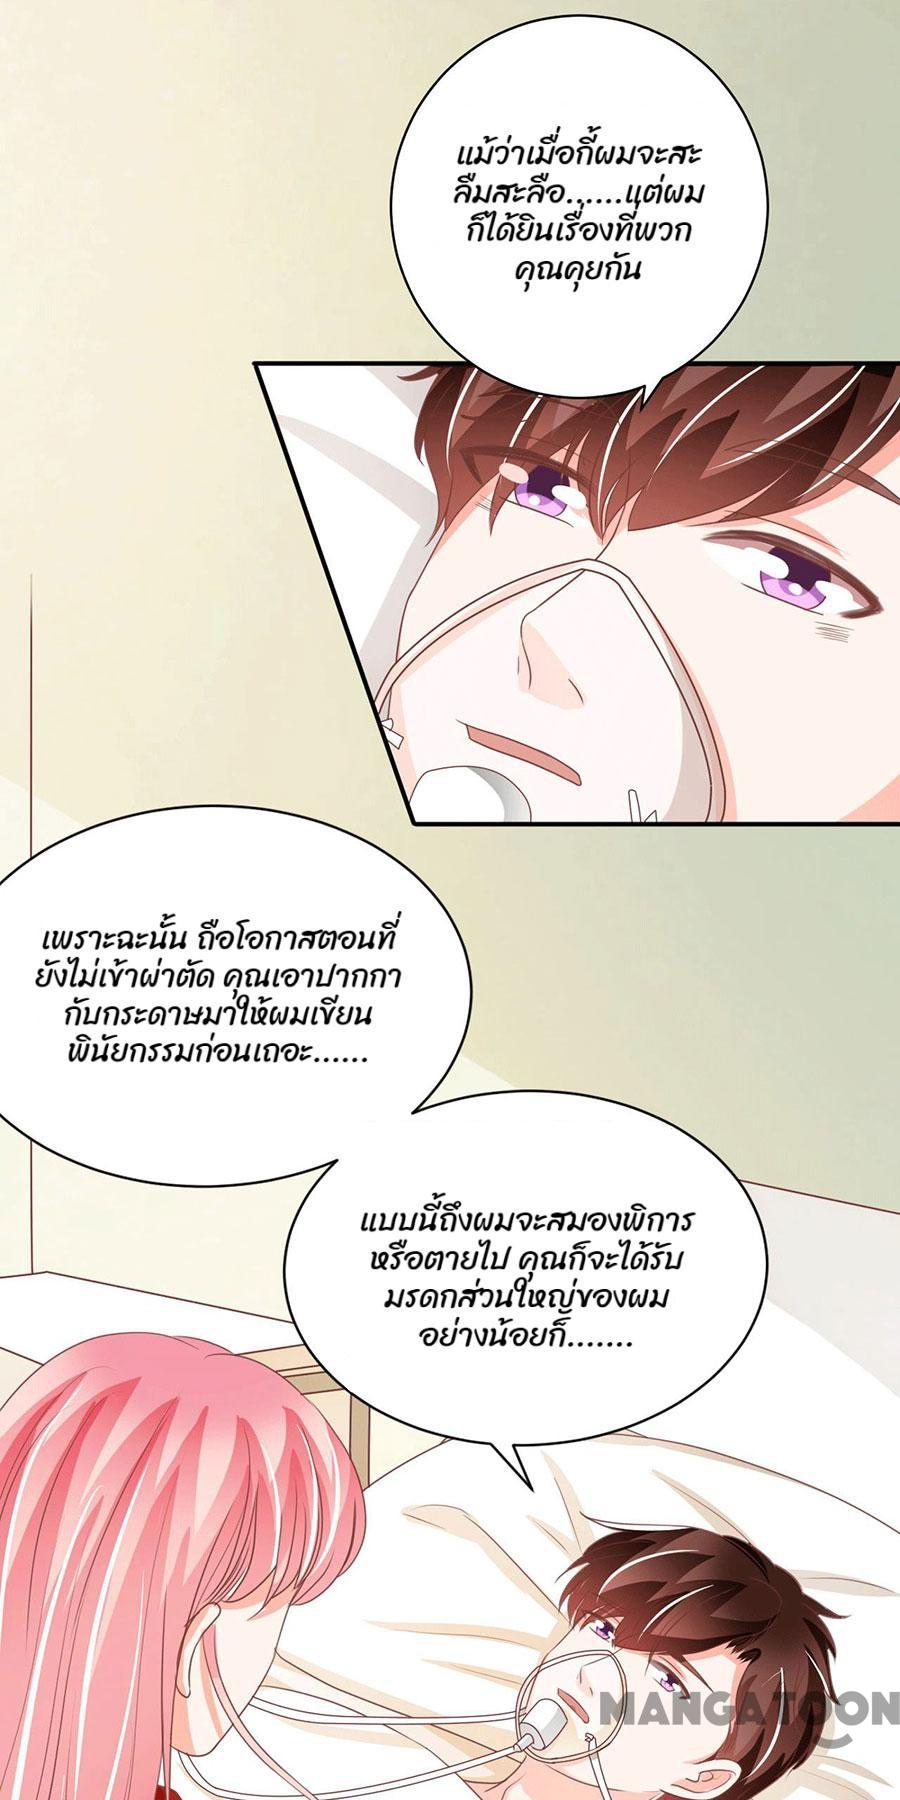 แม้ว่าเมื่อกี้ผมจะสะ
ลืมสะลือ......แต่ผม
ก็ได้ยินเรื่องที่พวก
คุณคุยกัน
เพราะฉะนั้น ถือโอกาสตอนที่
ยังไม่เข้าผ่าตัด คุณเอาปากกา
กับกระดาษมาให้ผมเขียน
พินัยกรรมก่อนเถอะ......
แบบนี้ถึงผมจะสมองพิการ
หรือตายไป คุณก็จะได้รับ
มรดกส่วนใหญ่ของผม
อย่างน้อยก็.......
MANGATOON